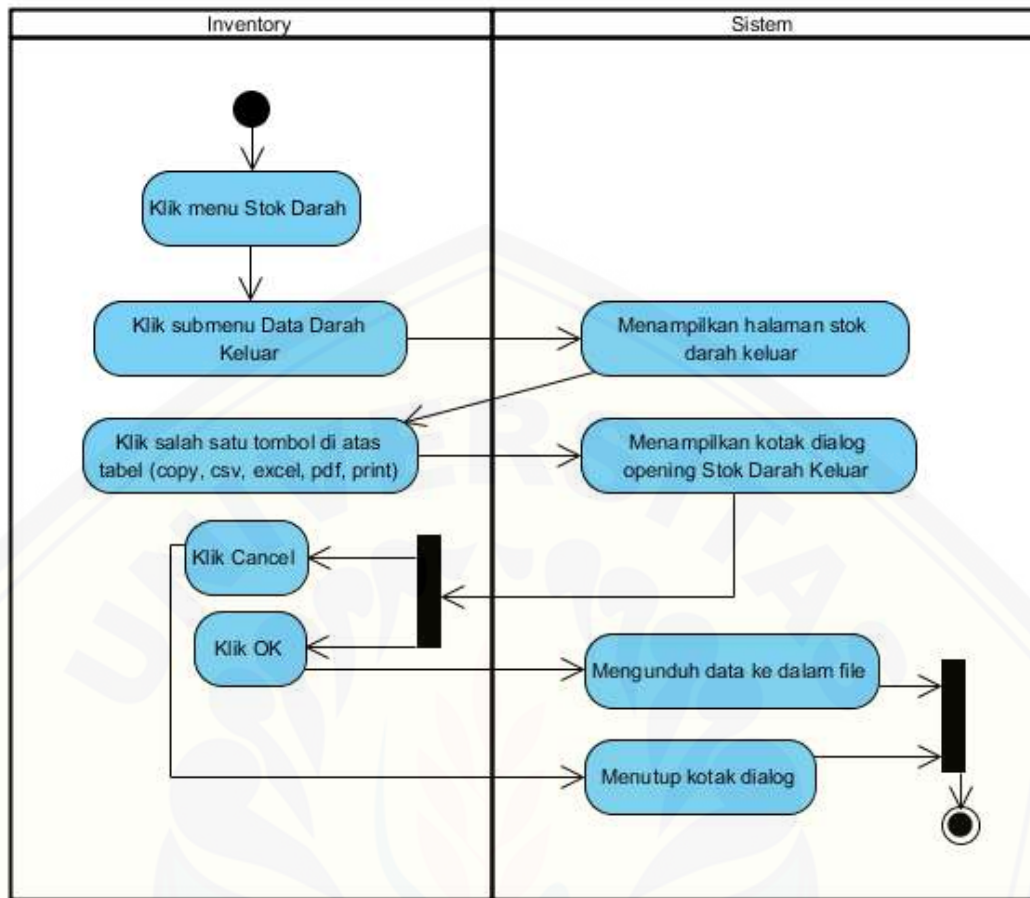 Inventory
Sistem
Klik menu Stok Darah
Klik submenu Data Darah
Keluar
Menampilkan halaman stok
darah keluar
Klik salah satu tombol di atas
tabel (copy, csv, excel, pdf, print)
Menampilkan kotak dialog
opening Stok Darah Keluar
Klik Cancel
Klik OK
Mengunduh data ke dalam file
Menutup kotak dialog
UNIVERSITAS